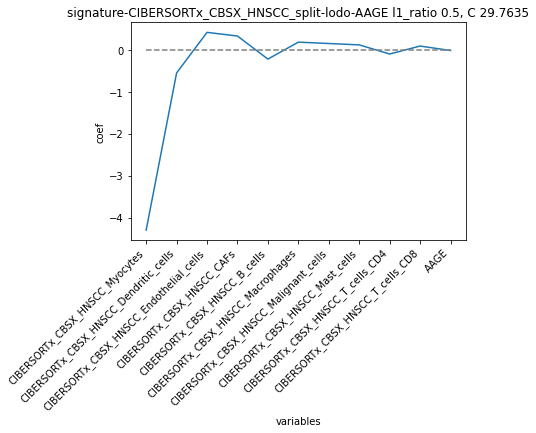 signature-CIBERSORTx_CBSX_HNSCC_split-lodo-AAGE l1_ratio 0.5, C 29.7635
0
−1
−2
−3
−4
coef
CIBERSORTx_CBSX_HNSCC_Myocytes
CIBERSORTx_CBSX_HNSCC_Dendritic_cells
CIBERSORTx_CBSX_HNSCC_Endothelial_cells
CIBERSORTx_CBSX_HNSCC_CAFs
CIBERSORTx_CBSX_HNSCC_B_cells
CIBERSORTx_CBSX_HNSCC_Macrophages
CIBERSORTx_CBSX_HNSCC_Malignant_cells
CIBERSORTx_CBSX_HNSCC_Mast_cells
CIBERSORTx_CBSX_HNSCC_T_cells_CD4
CIBERSORTx_CBSX_HNSCC_T_cells_CD8
AAGE
variables